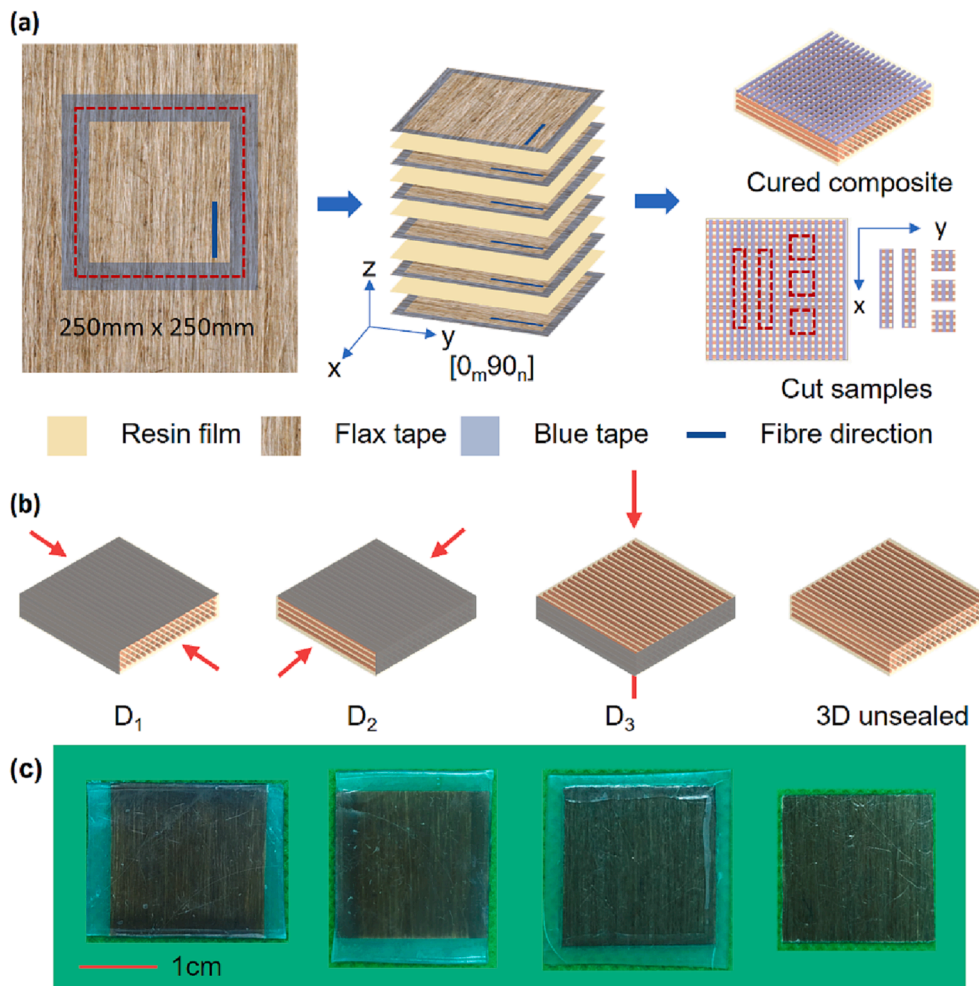 (a)
250mm x 250mm
z
y
x
[0ₘ90ₙ]
Cured composite
y
x
Cut samples
Resin film
Flax tape
Blue tape
Fibre direction
(b)
D₁
D₂
D₃
3D unsealed
(c)
1cm